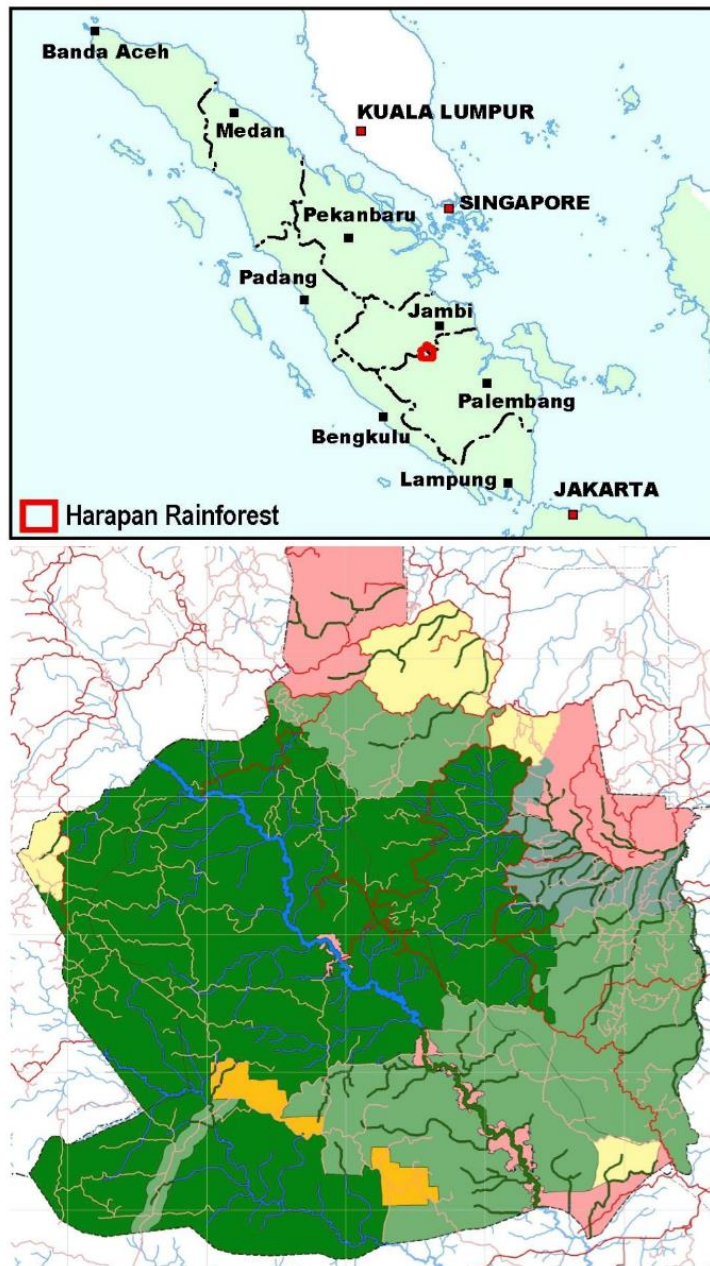 Banda Aceh
Medan
KUALA LUMPUR
SINGAPORE
Pekanbaru
Padang
Jambi
Palembang
Bengkulu
Lampung
JAKARTA
Harapan Rainforest